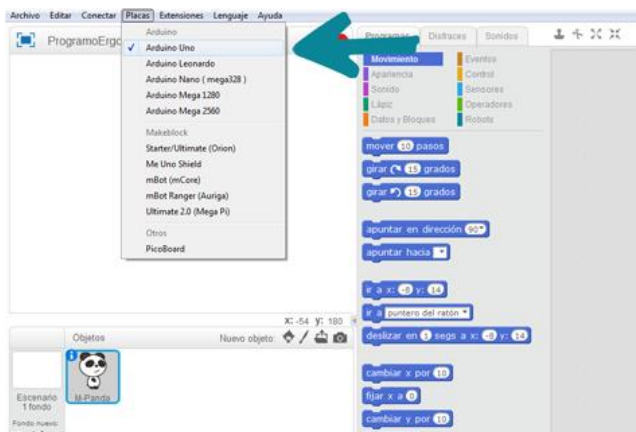 Archivo Editar Conectar Placas Extensiones Lenguaje Ayuda
ProgramoErgo
Arduino
✓ Arduino Uno
Arduino Leonardo
Arduino Nano ( mega328 )
Arduino Mega 1280
Arduino Mega 2560
Makeblock
Starter/Ultimate (Orion)
Me Uno Shield
mBot (mCore)
mBot Ranger (Auriga)
Ultimate 2.0 (Mega Pi)
Otros
PicoBoard
Programas Disfraces Sonidos
Movimiento Eventos
Apariencia Control
Sonido Sensores
Lápiz Operadores
Datos y Bloques Robots
mover 10 pasos
girar 15 grados
girar 15 grados
apuntar en dirección 90
apuntar hacia
ir a x: -8 y: 14
ir a puntero del ratón
deslizar en 1 segs a x: -8 y: 14
cambiar x por 10
fijar x a 0
cambiar y por 10
X: -54 y: 180
Objetos Nuevo objeto:
Escenario
1 fondo
M-Panda
Fondo nuevo: